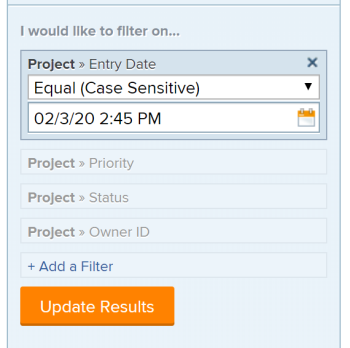 I would like to filter on...
Project » Entry Date
Equal (Case Sensitive)
02/3/20 2:45 PM
Project » Priority
Project » Status
Project » Owner ID
+ Add a Filter
Update Results